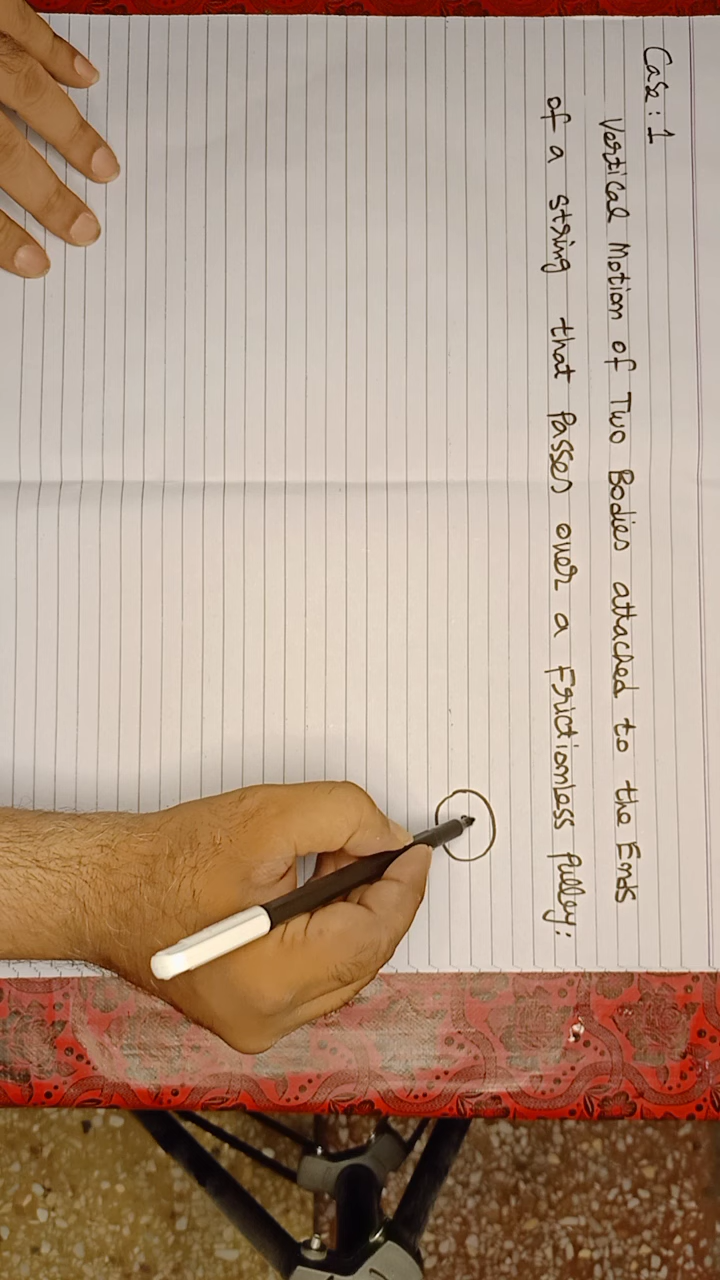 Case : 1
Vertical Motion of Two Bodies attached to the Ends
of a string that Passes over a Frictionless Pulley: